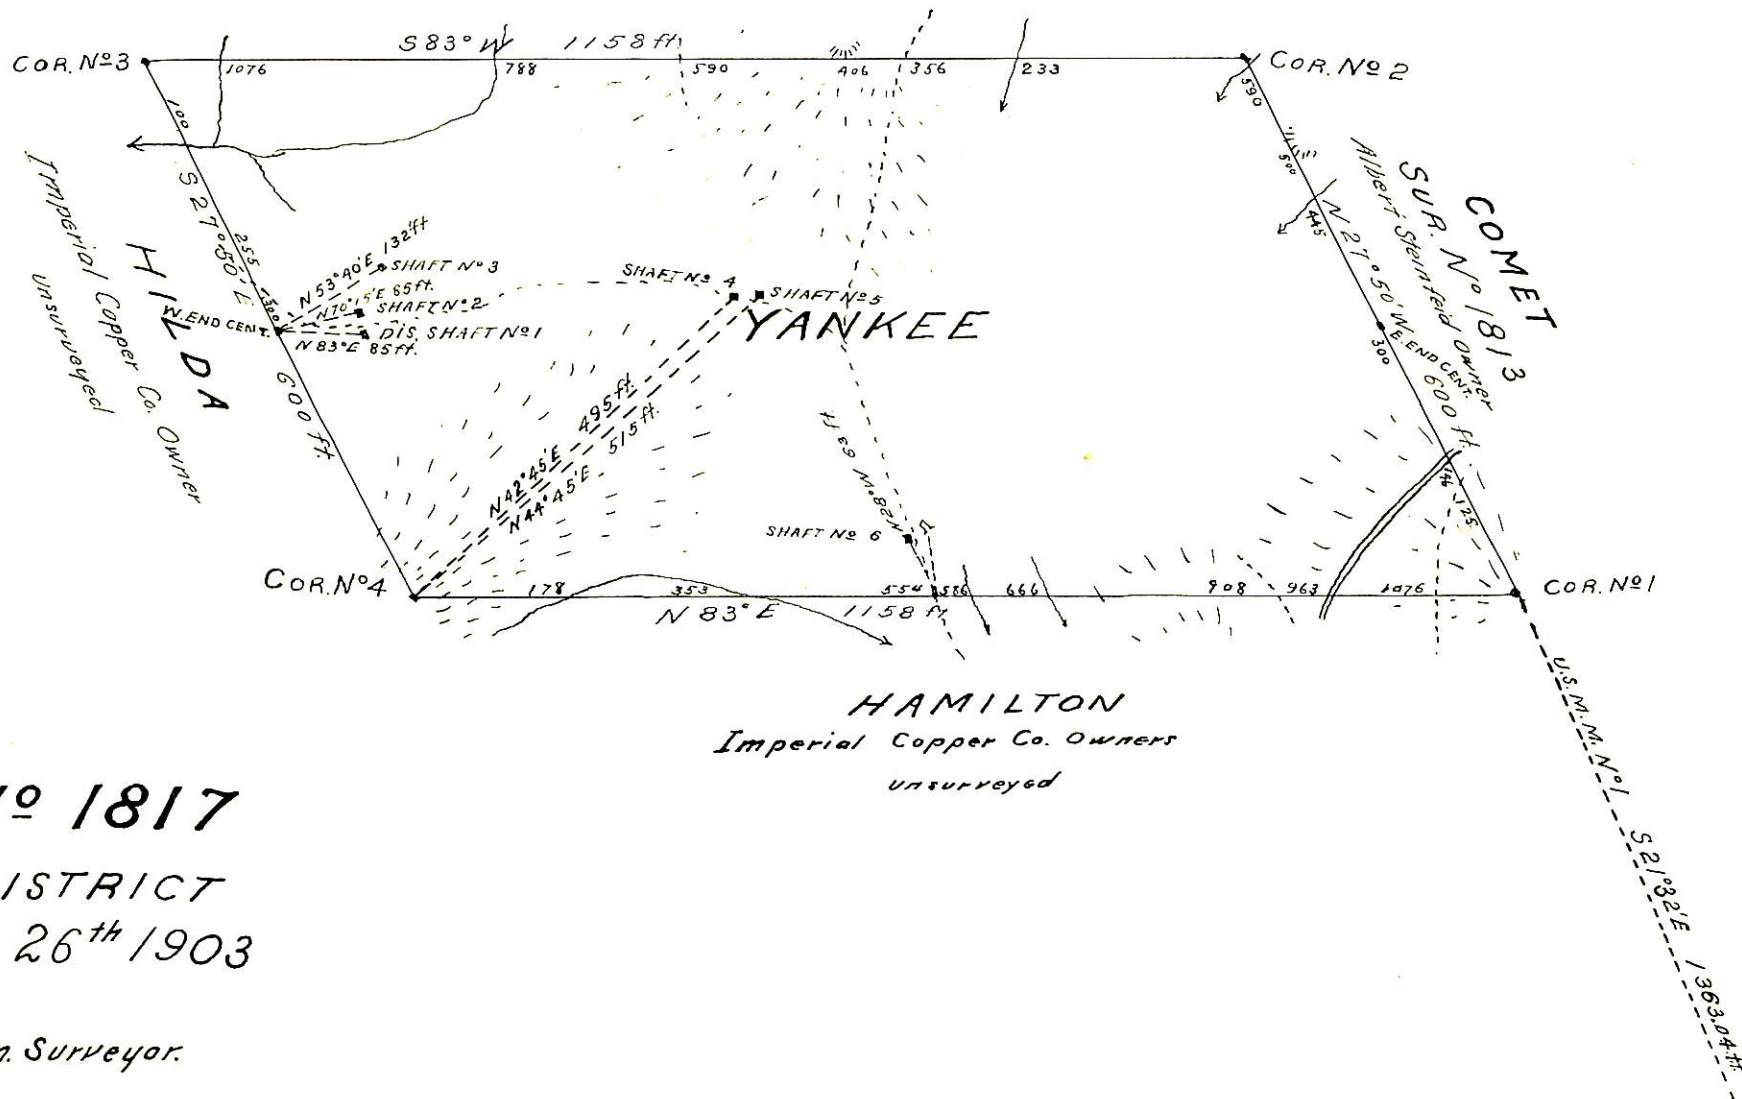 S 83° W 1158 ft
COR. Nº 3
1076
788
590
406
356
233
COR. Nº 2
100
S 27°50' E
255
300
600 ft.
W. END CENT.
HILDA
Imperial Copper Co. Owner
unsurveyed
N 53°40'E 132 ft
SHAFT Nº 3
N 70°15'E 85 ft.
SHAFT Nº 2
DIS. SHAFT Nº 1
N 83°E 85 ft.
SHAFT Nº 4
SHAFT Nº 5
YANKEE
N 42°45'E 495 ft.
N 44°45'E 515 ft.
N 28°W 63 ft
SHAFT Nº 6
590
500
445
N 27°50' W
E. END CENT.
300
600 ft.
146
125
COMET
SUR. Nº 1813
Albert Steinfeld Owner
COR. Nº 4
178
353
554
586
666
908
963
1076
COR. Nº 1
N 83° E 1158 ft
HAMILTON
Imperial Copper Co. Owners
unsurveyed
U.S.M.M. Nº 1 S 21°32'E 1363.04 ft.
º 1817
ISTRICT
26th 1903
. Surveyor.